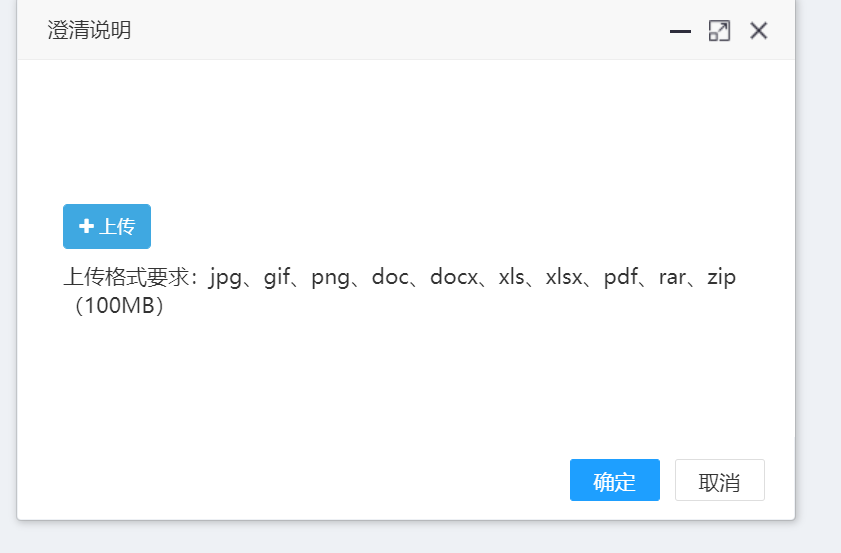 澄清说明
上传
上传格式要求：jpg、gif、png、doc、docx、xls、xlsx、pdf、rar、zip
（100MB）
确定 取消